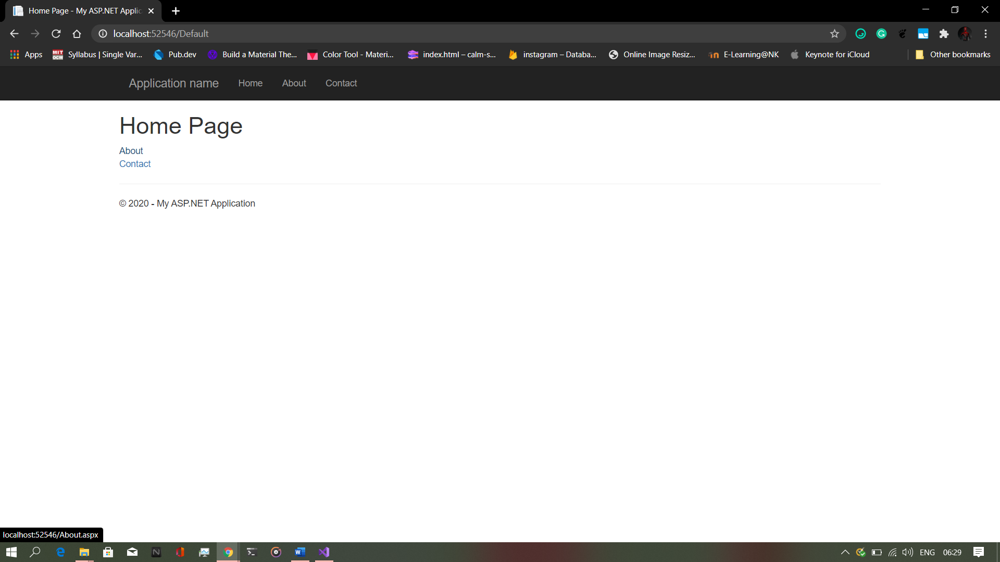 Home Page - My ASP.NET Applic
localhost:52546/Default
Apps
MIT OCW
Syllabus | Single Var...
Pub.dev
Build a Material The...
Color Tool - Materi...
index.html – calm-s...
instagram – Databa...
Online Image Resiz...
E-Learning@NK
Keynote for iCloud
Other bookmarks
Application name
Home
About
Contact
Home Page
About
Contact
© 2020 - My ASP.NET Application
localhost:52546/About.aspx
ENG
06:29